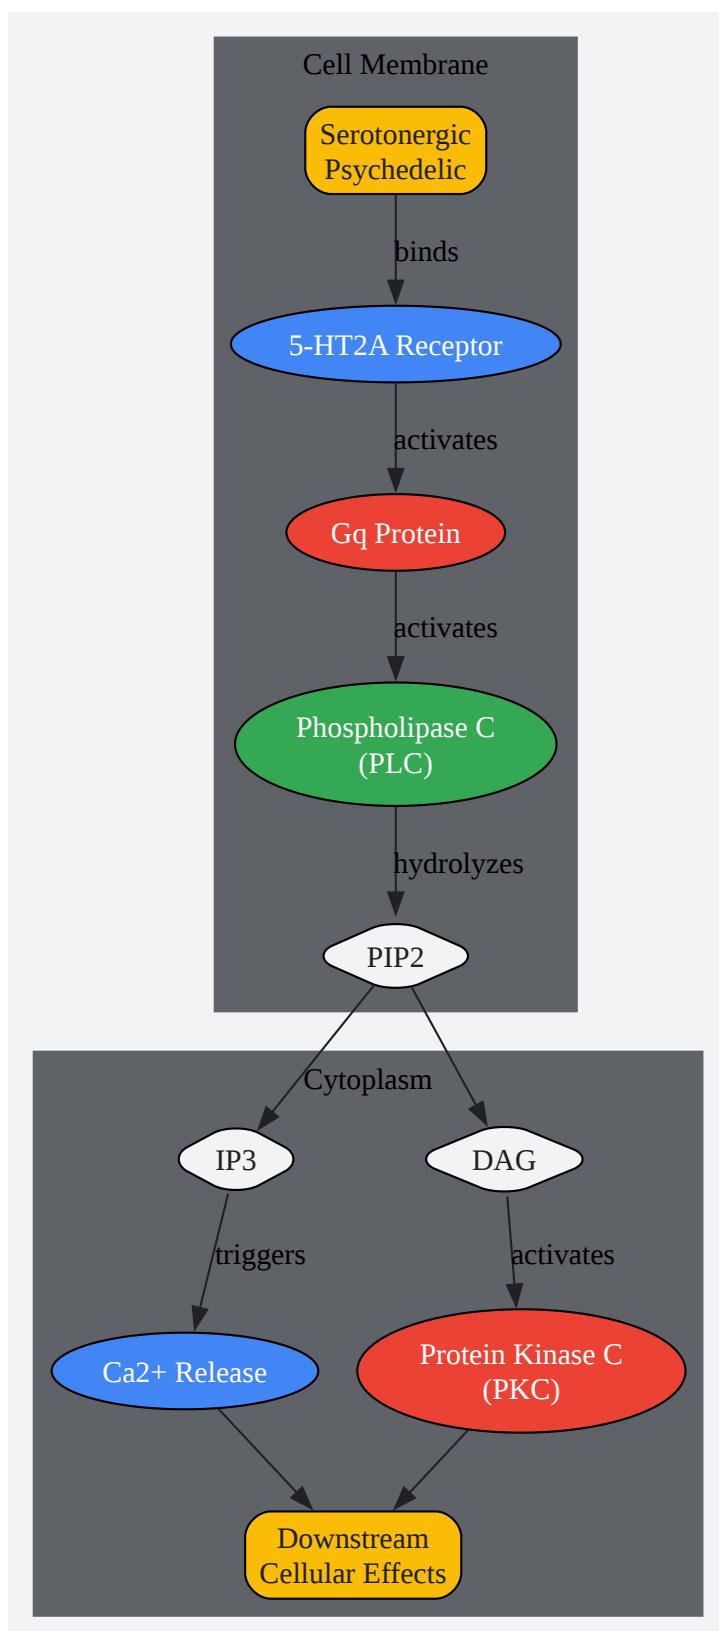 Cell Membrane
Serotonergic
Psychedelic
binds
5-HT2A Receptor
activates
Gq Protein
activates
Phospholipase C
(PLC)
hydrolyzes
PIP2
Cytoplasm
IP3
DAG
triggers
activates
Ca2+ Release
Protein Kinase C
(PKC)
Downstream
Cellular Effects